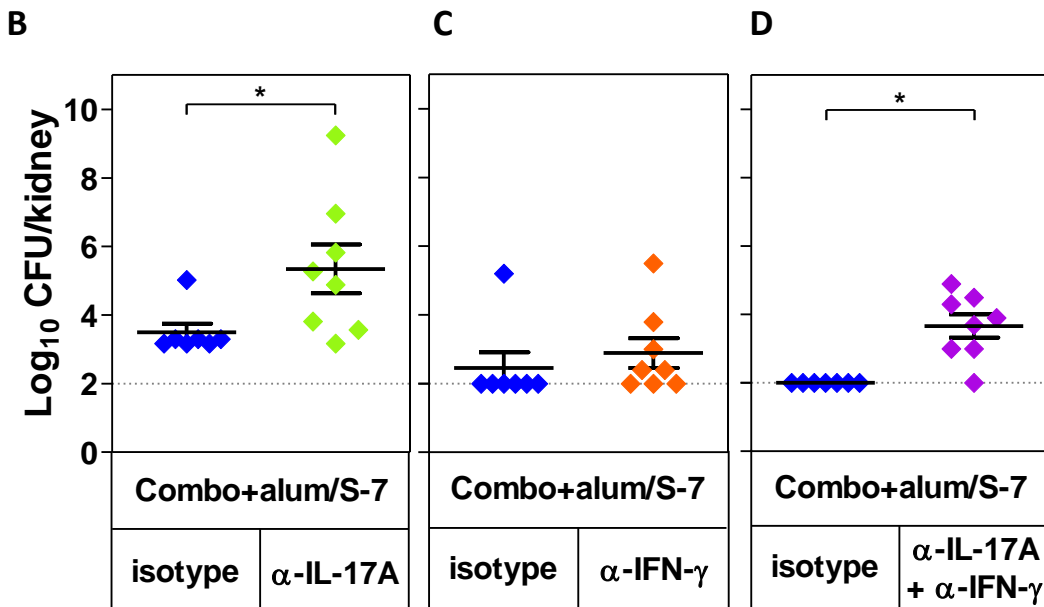 B
C
D
Log10 CFU/kidney
10
8
6
4
2
0
*
*
Combo+alum/S-7
Combo+alum/S-7
Combo+alum/S-7
isotype
α-IL-17A
isotype
α-IFN-γ
isotype
α-IL-17A
+ α-IFN-γ